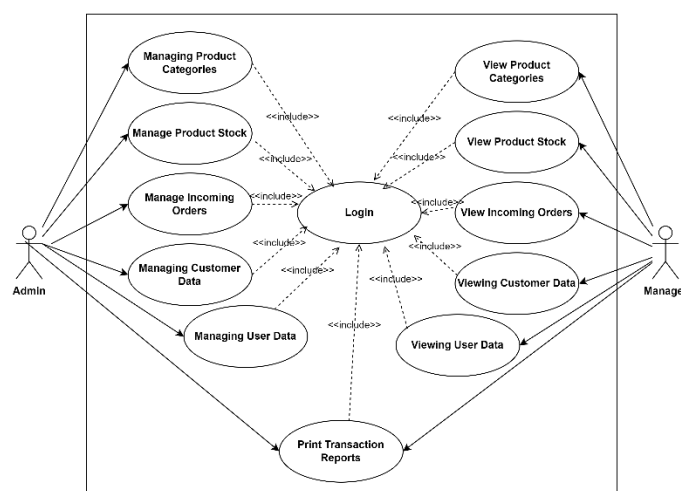 Managing Product
Categories
<<include>>
Manage Product Stock
<<include>>
Manage Incoming
Orders
<<include>>
Managing Customer
Data
<<include>>
Managing User Data
<<include>>
Admin
Login
View Product
Categories
<<include>>
View Product Stock
<<include>>
View Incoming Orders
<<include>>
Viewing Customer Data
<<include>>
Viewing User Data
<<include>>
Manage
<<include>>
Print Transaction
Reports